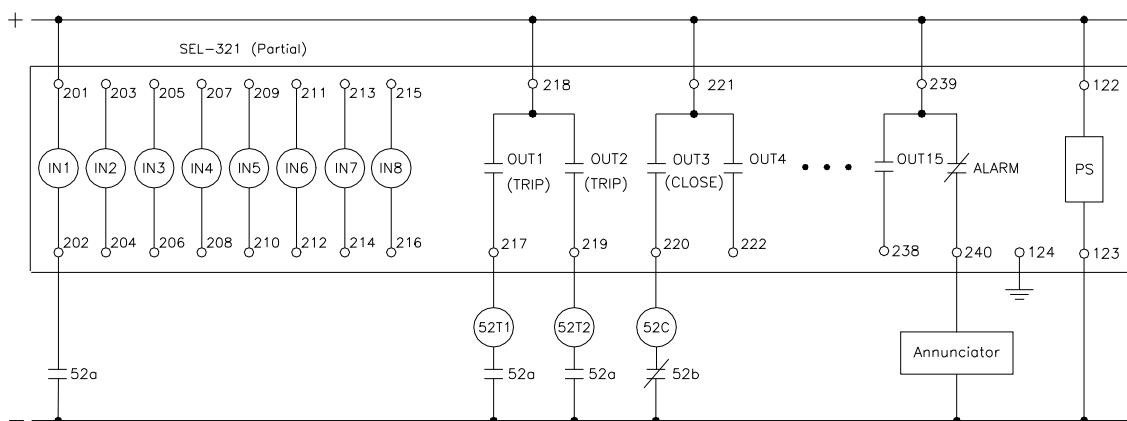 +
SEL-321 (Partial)
201 203 205 207 209 211 213 215 218 221 239 122
IN1 IN2 IN3 IN4 IN5 IN6 IN7 IN8 OUT1 (TRIP) OUT2 (TRIP) OUT3 (CLOSE) OUT4 OUT15 ALARM PS
202 204 206 208 210 212 214 216 217 219 220 222 238 240 124 123
52T1 52T2 52C Annunciator
52a 52a 52a 52b
–